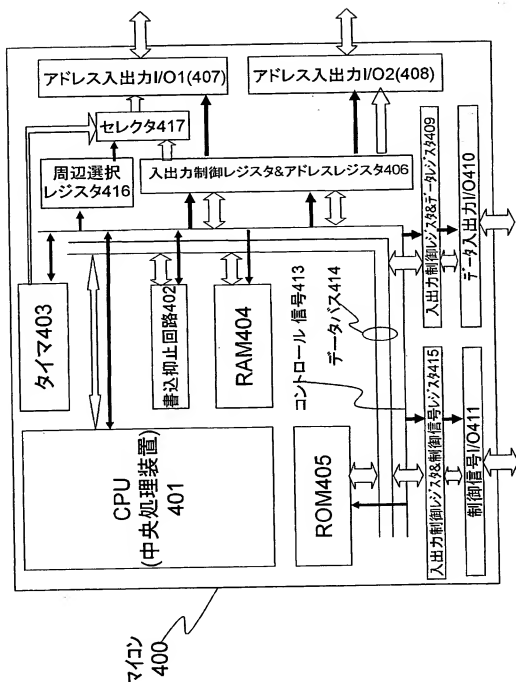 マイコン
400
CPU
(中央処理装置)
401
タイマ403
書込抑止回路402
RAM404
ROM405
周辺選択
レジスタ416
セレクタ417
アドレス入出力I/O1(407)
アドレス入出力I/O2(408)
入出力制御レジスタ&アドレスレジスタ406
コントロール 信号413
データバス414
入出力制御レジスタ&データレジスタ409
データ入出力I/O410
入出力制御レジスタ&制御信号レジスタ415
制御信号I/O411